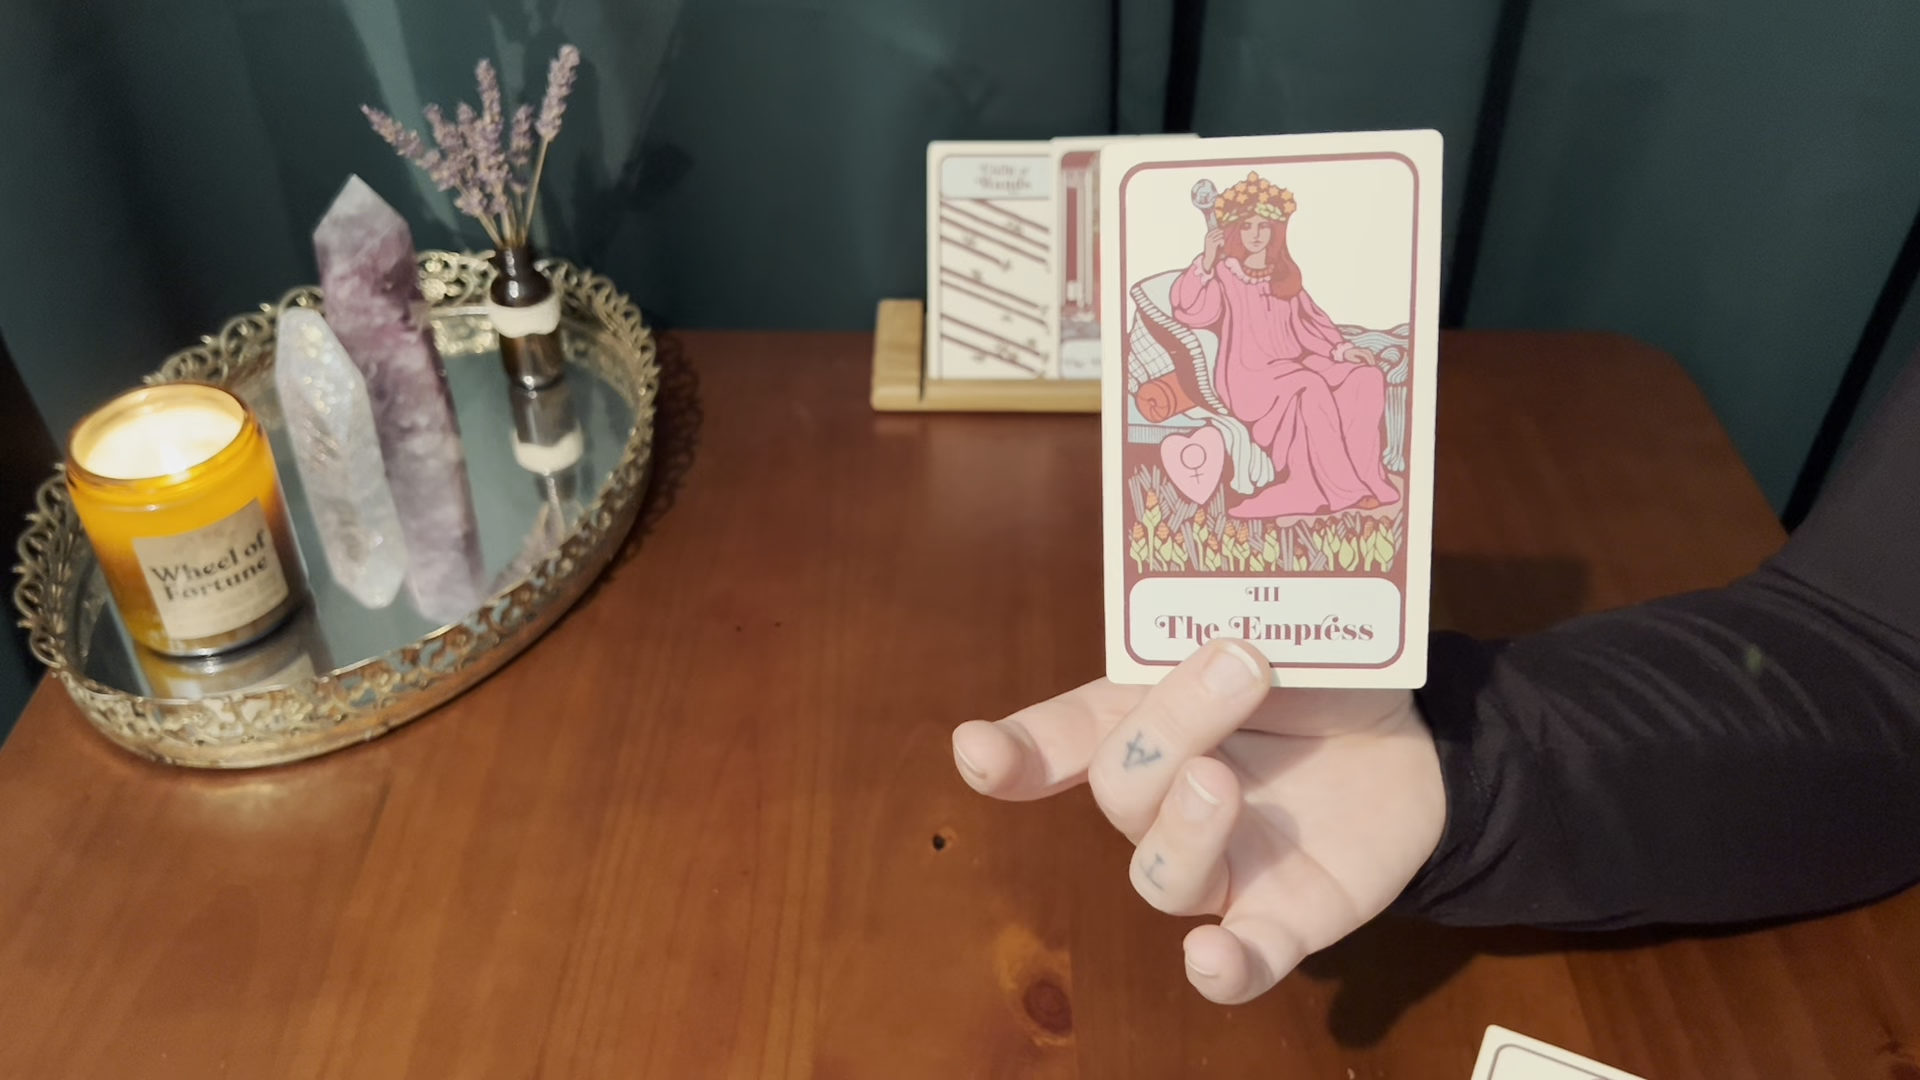 Wheel of
Fortune
III
The Empress